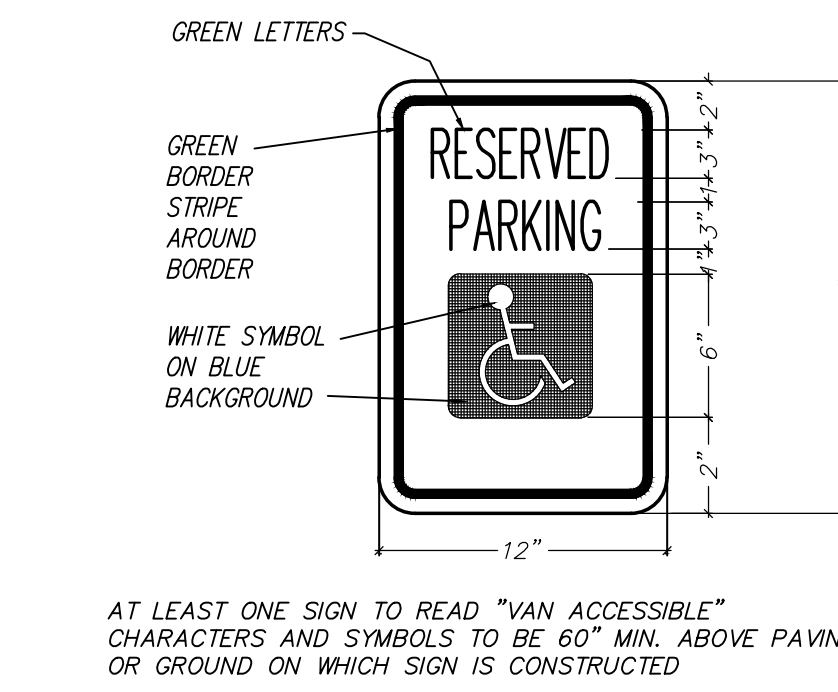 GREEN LETTERS
GREEN
BORDER
STRIPE
AROUND
BORDER
WHITE SYMBOL
ON BLUE
BACKGROUND
RESERVED
PARKING
2"
3"
1"
3"
1"
6"
2"
12"
AT LEAST ONE SIGN TO READ "VAN ACCESSIBLE"
CHARACTERS AND SYMBOLS TO BE 60" MIN. ABOVE
OR GROUND ON WHICH SIGN IS CONSTRUCTED